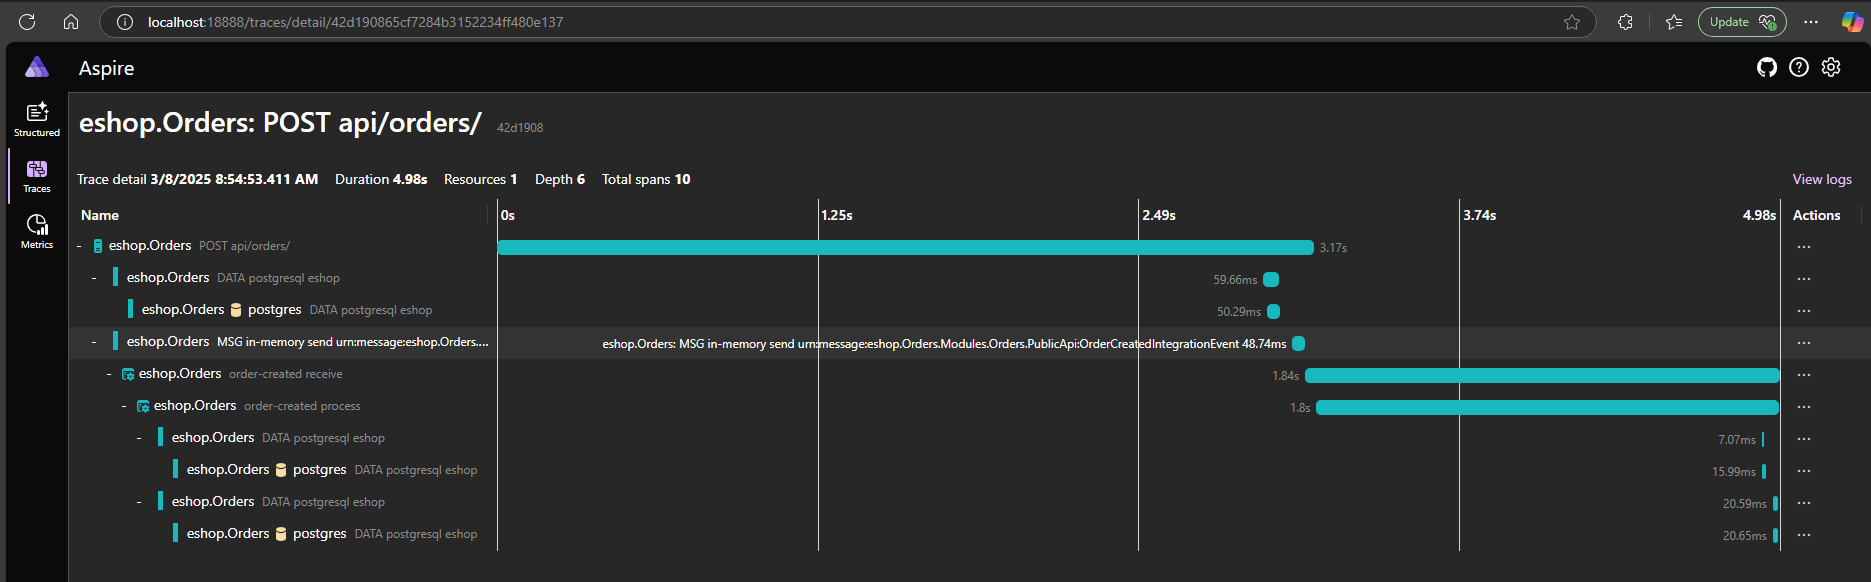 localhost:18888/traces/detail/42d190865cf7284b3152234ff480e137
Update
Aspire
Structured
Traces
Metrics
eshop.Orders: POST api/orders/ 42d1908
Trace detail 3/8/2025 8:54:53.411 AM Duration 4.98s Resources 1 Depth 6 Total spans 10 View logs
Name 0s 1.25s 2.49s 3.74s 4.98s Actions
- eshop.Orders POST api/orders/ 3.17s ...
- eshop.Orders DATA postgresql eshop 59.66ms ...
eshop.Orders postgres DATA postgresql eshop 50.29ms ...
- eshop.Orders MSG in-memory send urn:message:eshop.Orders.... eshop.Orders: MSG in-memory send urn:message:eshop.Orders.Modules.Orders.PublicApi:OrderCreatedIntegrationEvent 48.74ms ...
- eshop.Orders order-created receive 1.84s ...
- eshop.Orders order-created process 1.8s ...
- eshop.Orders DATA postgresql eshop 7.07ms ...
eshop.Orders postgres DATA postgresql eshop 15.99ms ...
- eshop.Orders DATA postgresql eshop 20.59ms ...
eshop.Orders postgres DATA postgresql eshop 20.65ms ...